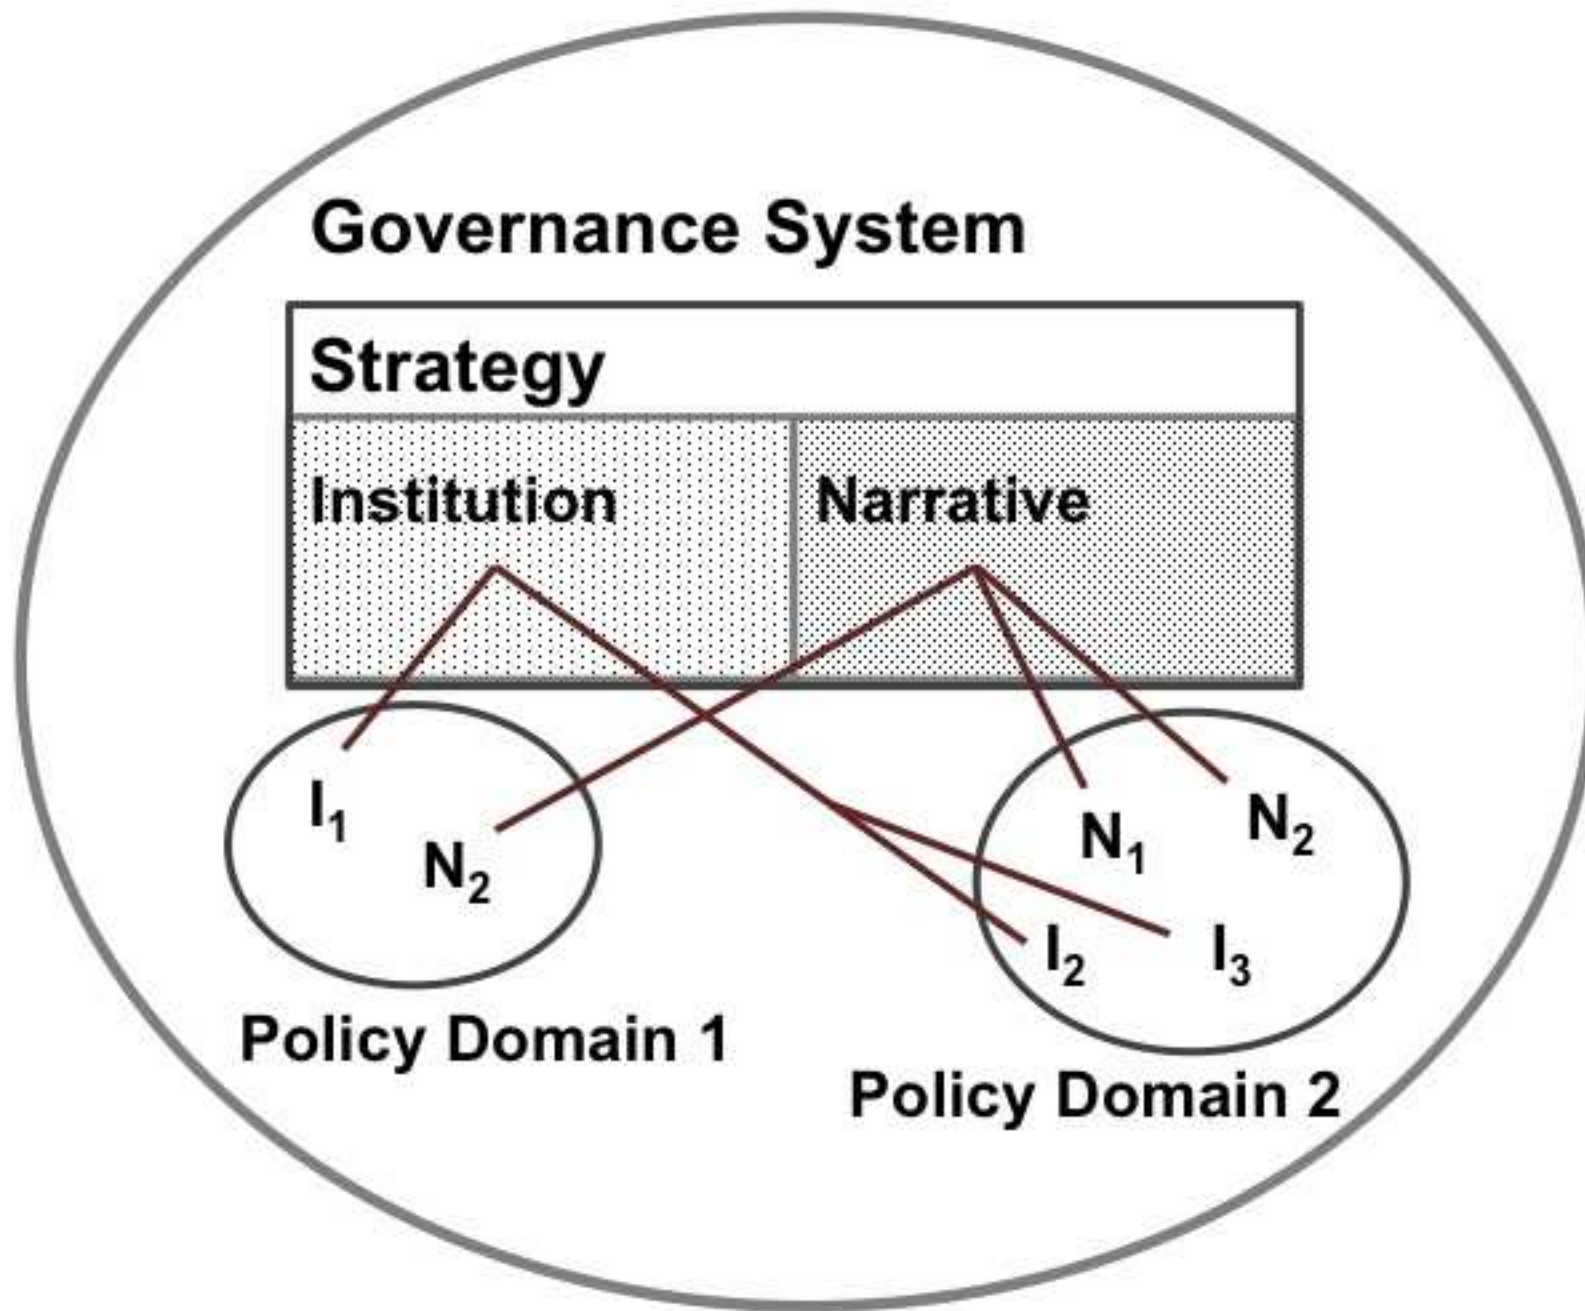 Governance System
Strategy
Institution
Narrative
I₁
N₂
N₁
N₂
I₂
I₃
Policy Domain 1
Policy Domain 2